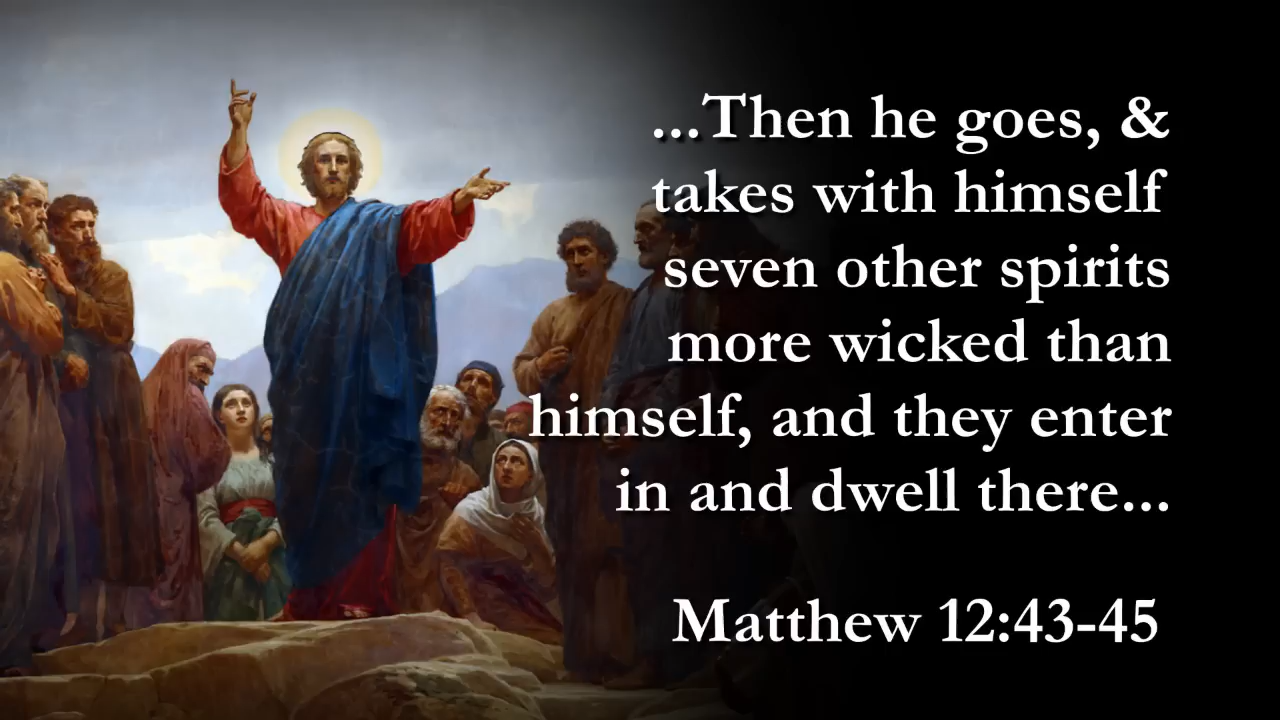 ...Then he goes, &
takes with himself
seven other spirits
more wicked than
himself, and they enter
in and dwell there...
Matthew 12:43-45